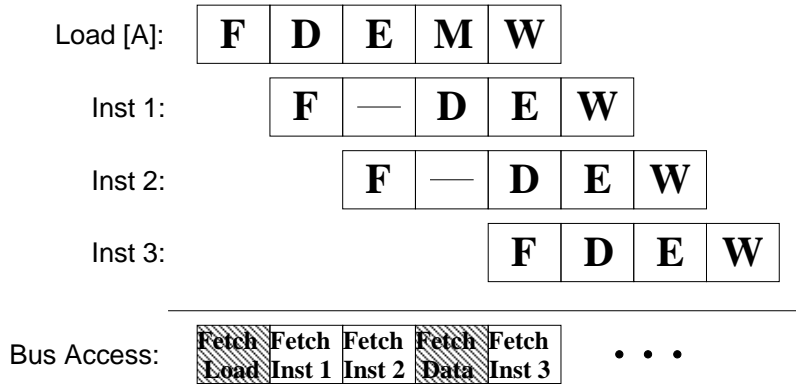 Load [A]: F D E M W
Inst 1: F — D E W
Inst 2: F — D E W
Inst 3: F D E W
Bus Access: Fetch Load Fetch Inst 1 Fetch Inst 2 Fetch Data Fetch Inst 3 • • •